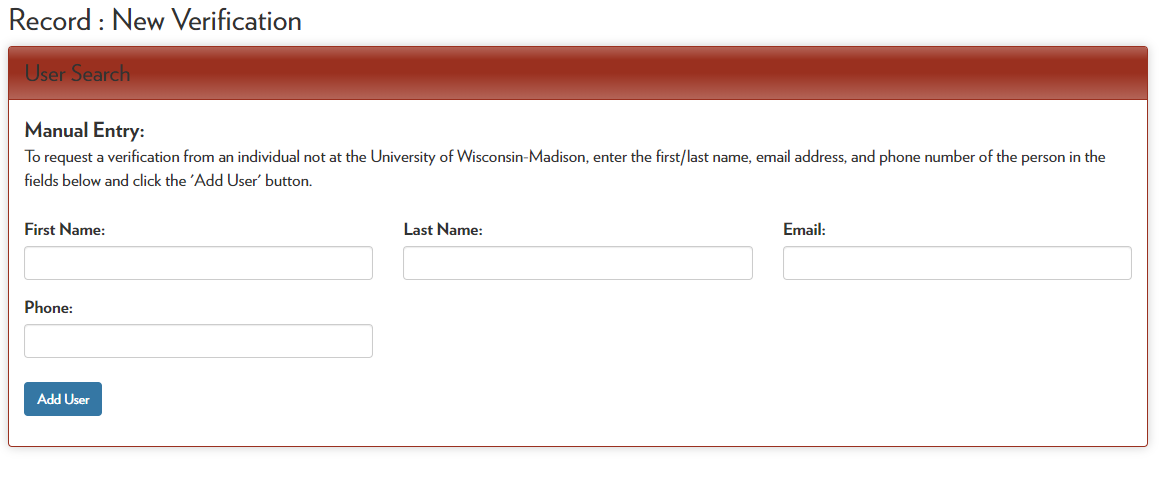 Record : New Verification
User Search
Manual Entry:
To request a verification from an individual not at the University of Wisconsin-Madison, enter the first/last name, email address, and phone number of the person in the
fields below and click the 'Add User' button.
First Name:
Last Name:
Email:
Phone:
Add User